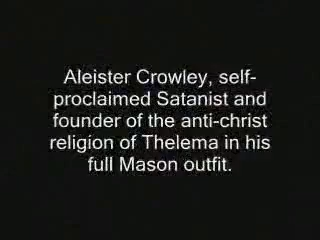 Aleister Crowley, self-
proclaimed Satanist and
founder of the anti-christ
religion of Thelema in his
full Mason outfit.